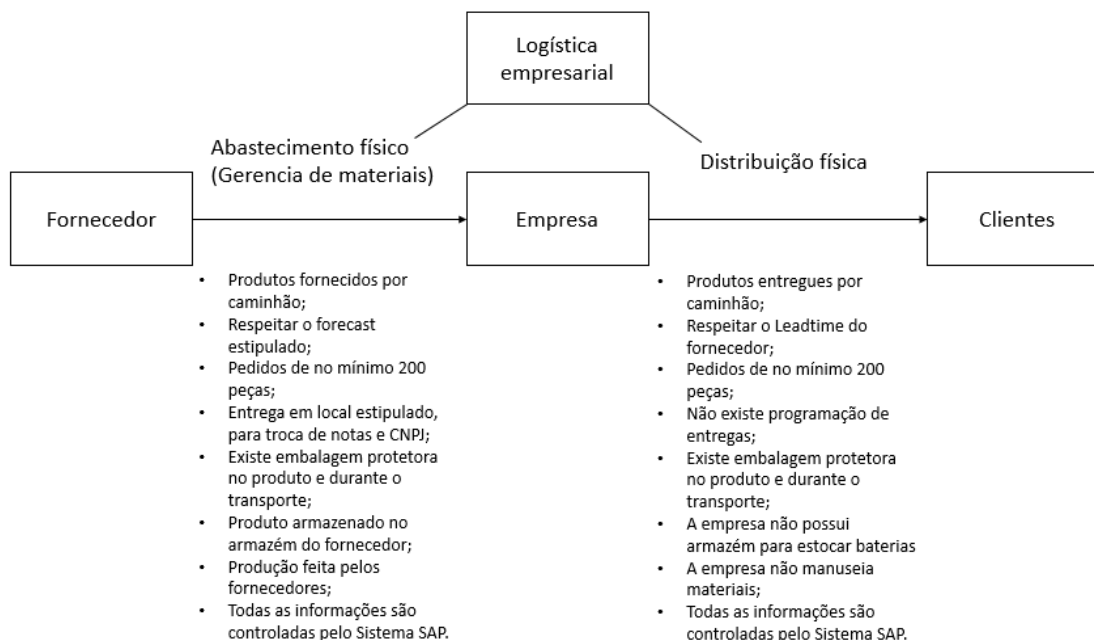 Logística
empresarial
Abastecimento físico
(Gerencia de materiais)
Distribuição física
Fornecedor
Empresa
Clientes
• Produtos fornecidos por
caminhão;
• Respeitar o forecast
estipulado;
• Pedidos de no mínimo 200
peças;
• Entrega em local estipulado,
para troca de notas e CNPJ;
• Existe embalagem protetora
no produto e durante o
transporte;
• Produto armazenado no
armazém do fornecedor;
• Produção feita pelos
fornecedores;
• Todas as informações são
controladas pelo Sistema SAP.
• Produtos entregues por
caminhão;
• Respeitar o Leadtime do
fornecedor;
• Pedidos de no mínimo 200
peças;
• Não existe programação de
entregas;
• Existe embalagem protetora
no produto e durante o
transporte;
• A empresa não possui
armazém para estocar baterias
• A empresa não manuseia
materiais;
• Todas as informações são
controladas pelo Sistema SAP.